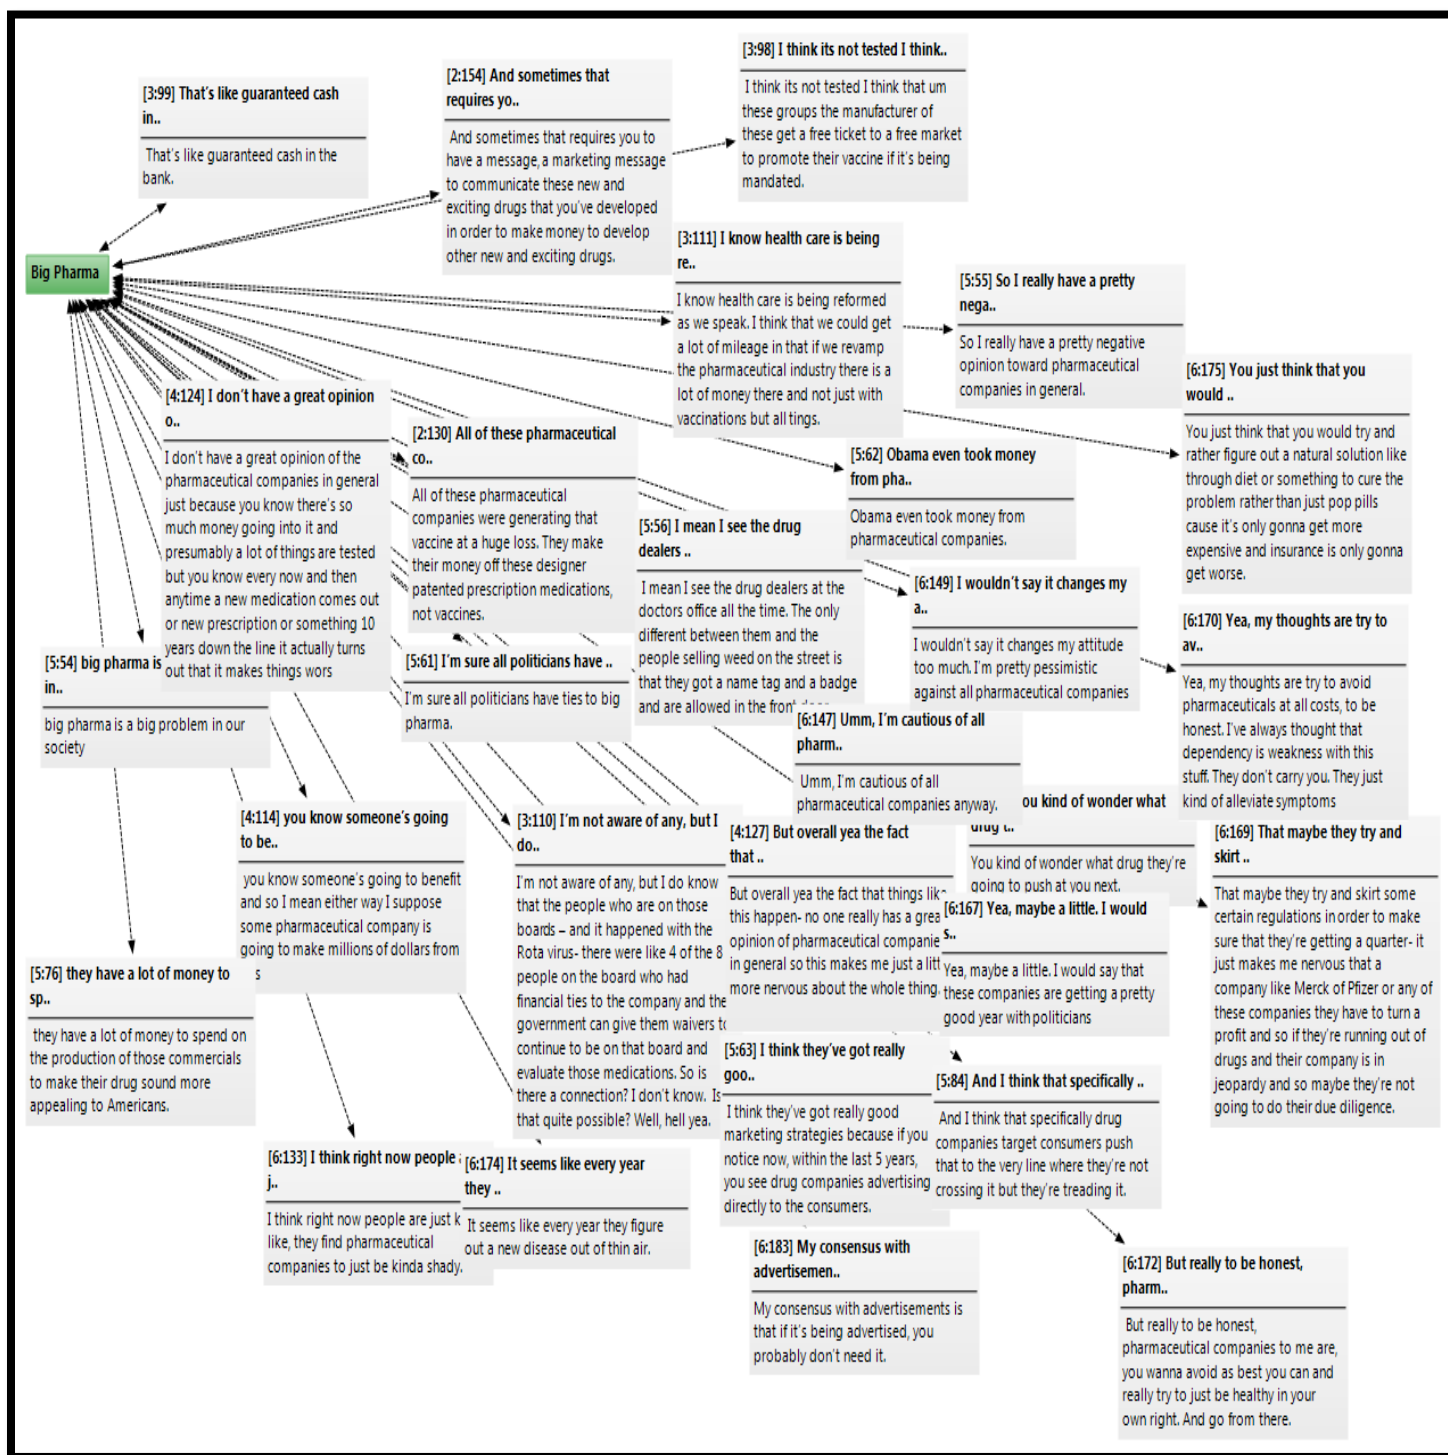 [3:98] I think its not tested I think..
I think its not tested I think that um
these groups the manufacturer of
these get a free ticket to a free market
to promote their vaccine if it's being
mandated.
[2:154] And sometimes that
requires yo..
And sometimes that requires you to
have a message, a marketing message
to communicate these new and
exciting drugs that you've developed
in order to make money to develop
other new and exciting drugs.
[3:99] That's like guaranteed cash
in..
That's like guaranteed cash in the
bank.
Big Pharma
[3:111] I know health care is being
re..
I know health care is being reformed
as we speak. I think that we could get
a lot of mileage in that if we revamp
the pharmaceutical industry there is a
lot of money there and not just with
vaccinations but all tings.
[5:55] So I really have a pretty
nega..
So I really have a pretty negative
opinion toward pharmaceutical
companies in general.
[6:175] You just think that you
would ..
You just think that you would try and
rather figure out a natural solution like
through diet or something to cure the
problem rather than just pop pills
cause it's only gonna get more
expensive and insurance is only gonna
get worse.
[4:124] I don't have a great opinion
o..
I don't have a great opinion of the
pharmaceutical companies in general
just because you know there's so
much money going into it and
presumably a lot of things are tested
but you know every now and then
anytime a new medication comes out
or new prescription or something 10
years down the line it actually turns
out that it makes things wors
[2:130] All of these pharmaceutical
co..
All of these pharmaceutical
companies were generating that
vaccine at a huge loss. They make
their money off these designer
patented prescription medications,
not vaccines.
[5:62] Obama even took money
from pha..
Obama even took money from
pharmaceutical companies.
[5:56] I mean I see the drug
dealers ..
I mean I see the drug dealers at the
doctors office all the time. The only
different between them and the
people selling weed on the street is
that they got a name tag and a badge
and are allowed in the front
[6:149] I wouldn't say it changes my
a..
I wouldn't say it changes my attitude
too much. I'm pretty pessimistic
against all pharmaceutical companies
[6:170] Yea, my thoughts are try to
av..
Yea, my thoughts are try to avoid
pharmaceuticals at all costs, to be
honest. I've always thought that
dependency is weakness with this
stuff. They don't carry you. They just
kind of alleviate symptoms
[5:54] big pharma is
in..
big pharma is a big problem in our
society
[5:61] I'm sure all politicians have ..
I'm sure all politicians have ties to big
pharma.
[6:147] Umm, I'm cautious of all
pharm..
Umm, I'm cautious of all
pharmaceutical companies anyway.
ou kind of wonder what
drug t..
You kind of wonder what drug they're
going to push at you next.
[4:114] you know someone's going
to be..
you know someone's going to benefit
and so I mean either way I suppose
some pharmaceutical company is
going to make millions of dollars from
[3:110] I'm not aware of any, but I
do..
I'm not aware of any, but I do know
that the people who are on those
boards – and it happened with the
Rota virus- there were like 4 of the 8
people on the board who had
financial ties to the company and the
government can give them waivers to
continue to be on that board and
evaluate those medications. So is
there a connection? I don't know. Is
that quite possible? Well, hell yea.
[4:127] But overall yea the fact
that ..
But overall yea the fact that things like
this happen- no one really has a grea
opinion of pharmaceutical companie
in general so this makes me just a litt
more nervous about the whole thing.
[6:167] Yea, maybe a little. I would
s..
Yea, maybe a little. I would say that
these companies are getting a pretty
good year with politicians
[6:169] That maybe they try and
skirt ..
That maybe they try and skirt some
certain regulations in order to make
sure that they're getting a quarter- it
just makes me nervous that a
company like Merck of Pfizer or any of
these companies they have to turn a
profit and so if they're running out of
drugs and their company is in
jeopardy and so maybe they're not
going to do their due diligence.
[5:76] they have a lot of money to
sp..
they have a lot of money to spend on
the production of those commercials
to make their drug sound more
appealing to Americans.
[5:63] I think they've got really
goo..
I think they've got really good
marketing strategies because if you
notice now, within the last 5 years,
you see drug companies advertising
directly to the consumers.
[5:84] And I think that specifically ..
And I think that specifically drug
companies target consumers push
that to the very line where they're not
crossing it but they're treading it.
[6:133] I think right now people
j..
I think right now people are just k
like, they find pharmaceutical
companies to just be kinda shady.
[6:174] It seems like every year
they ..
It seems like every year they figure
out a new disease out of thin air.
[6:183] My consensus with
advertisemen..
My consensus with advertisements is
that if it's being advertised, you
probably don't need it.
[6:172] But really to be honest,
pharm..
But really to be honest,
pharmaceutical companies to me are,
you wanna avoid as best you can and
really try to just be healthy in your
own right. And go from there.